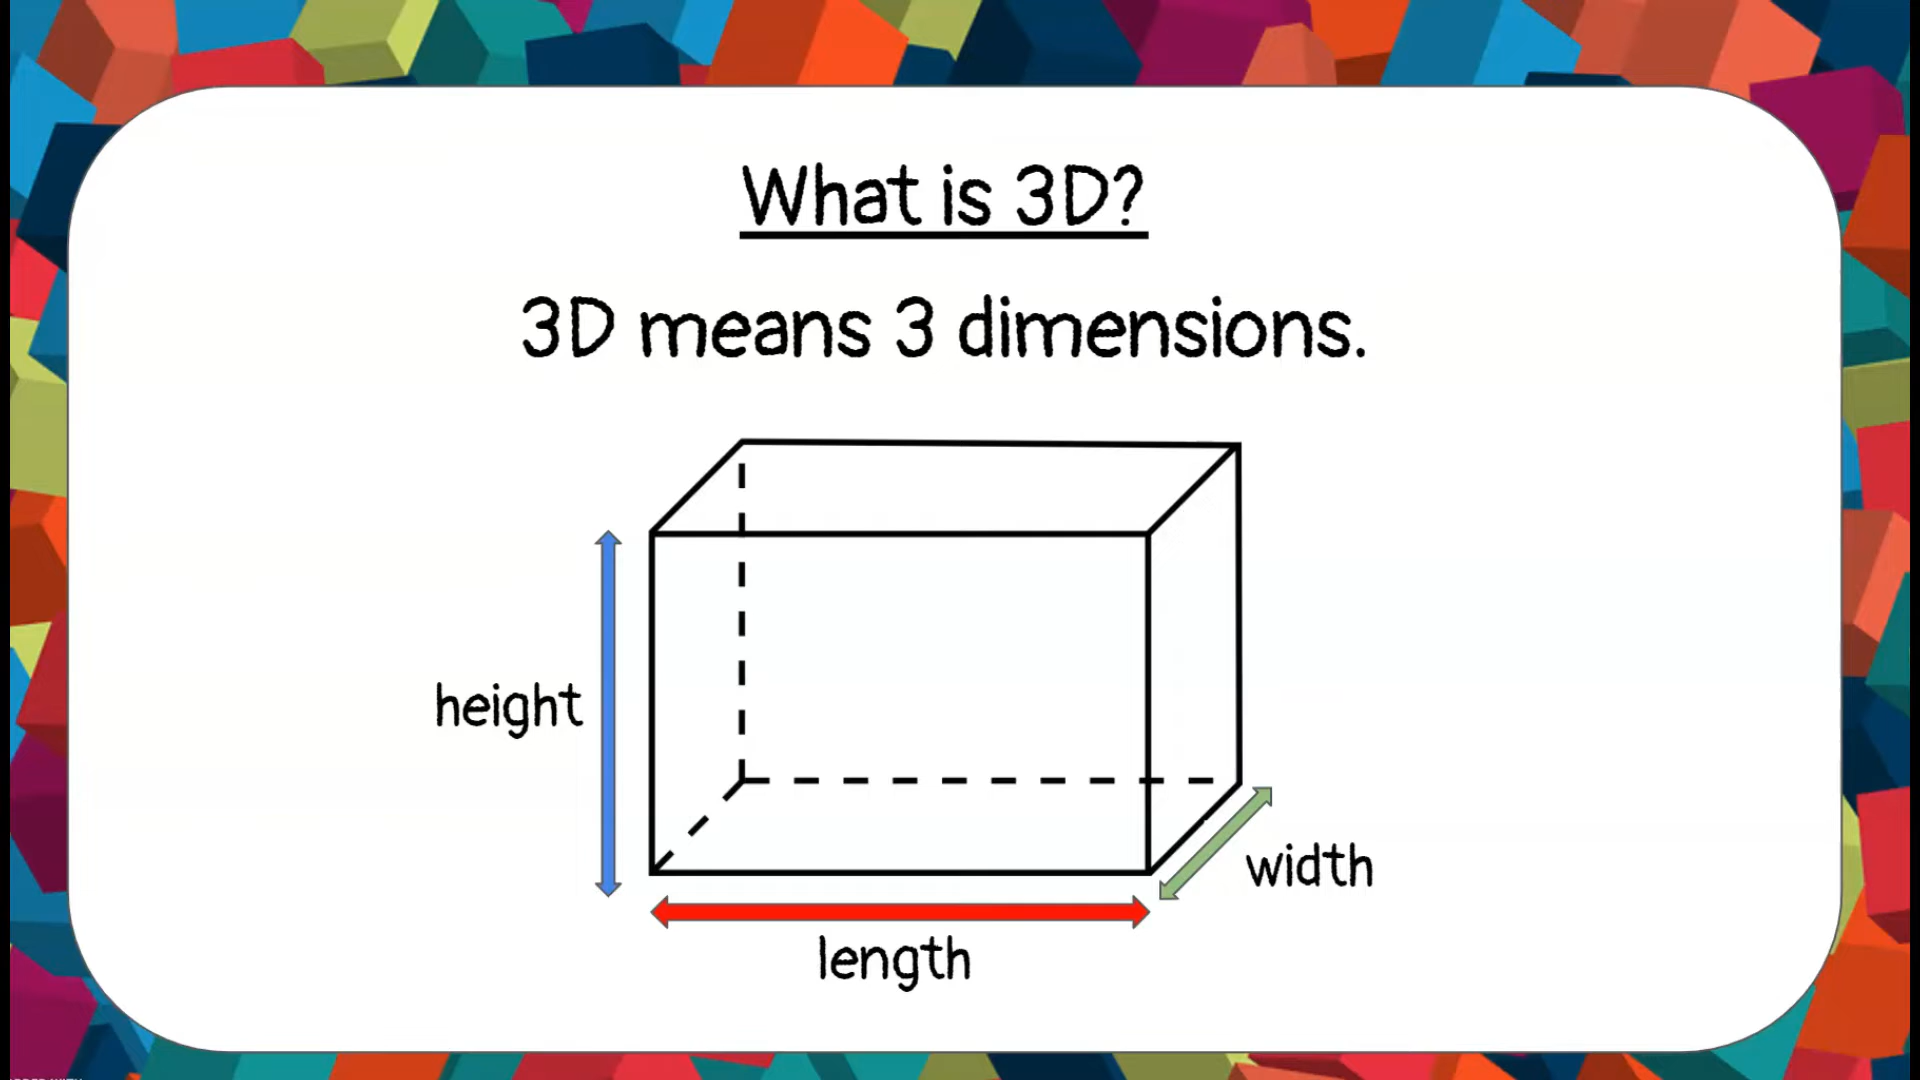 What is 3D?
3D means 3 dimensions.
height
width
length